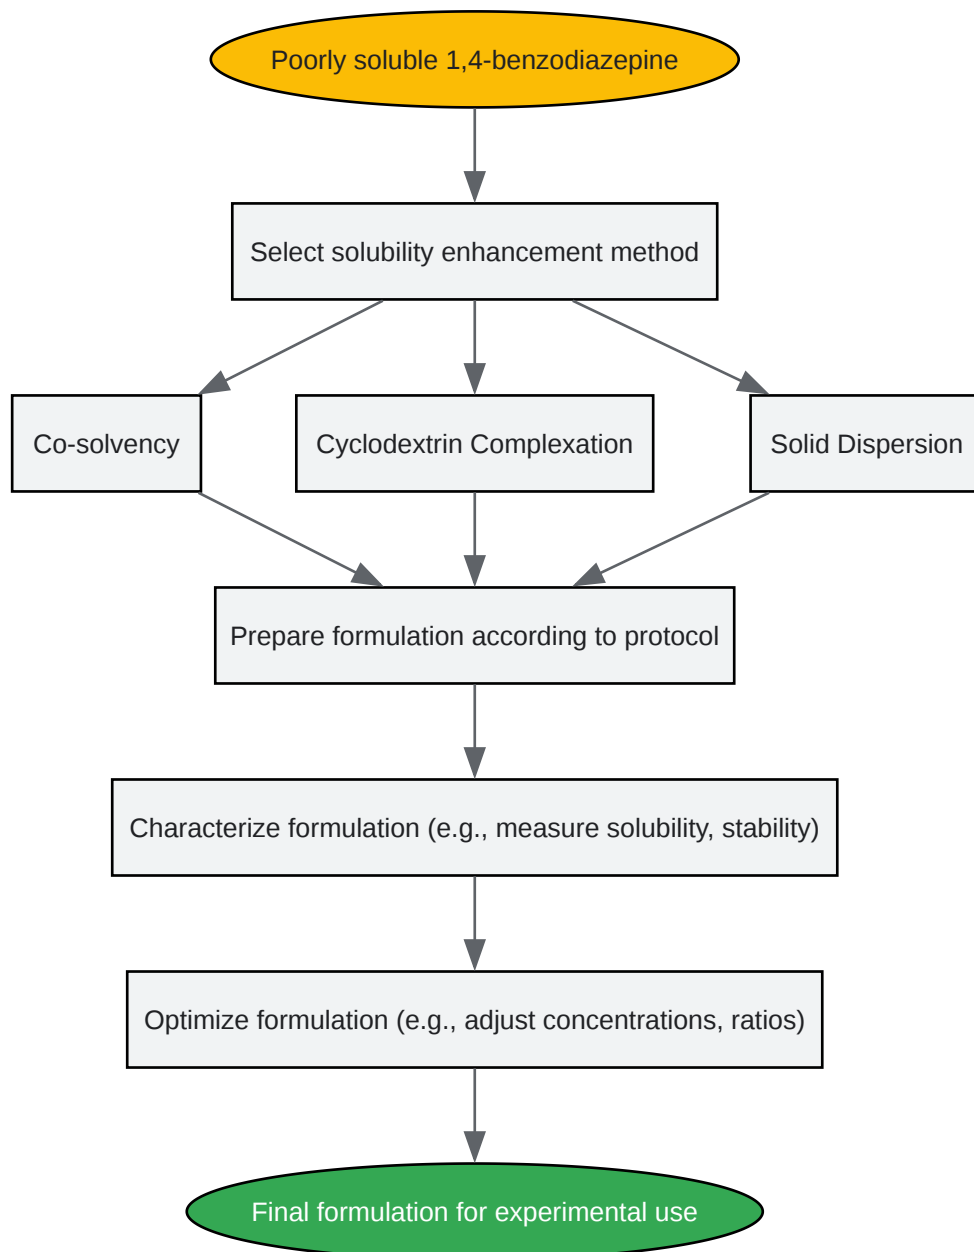 Poorly soluble 1,4-benzodiazepine
Select solubility enhancement method
Co-solvency
Cyclodextrin Complexation
Solid Dispersion
Prepare formulation according to protocol
Characterize formulation (e.g., measure solubility, stability)
Optimize formulation (e.g., adjust concentrations, ratios)
Final formulation for experimental use